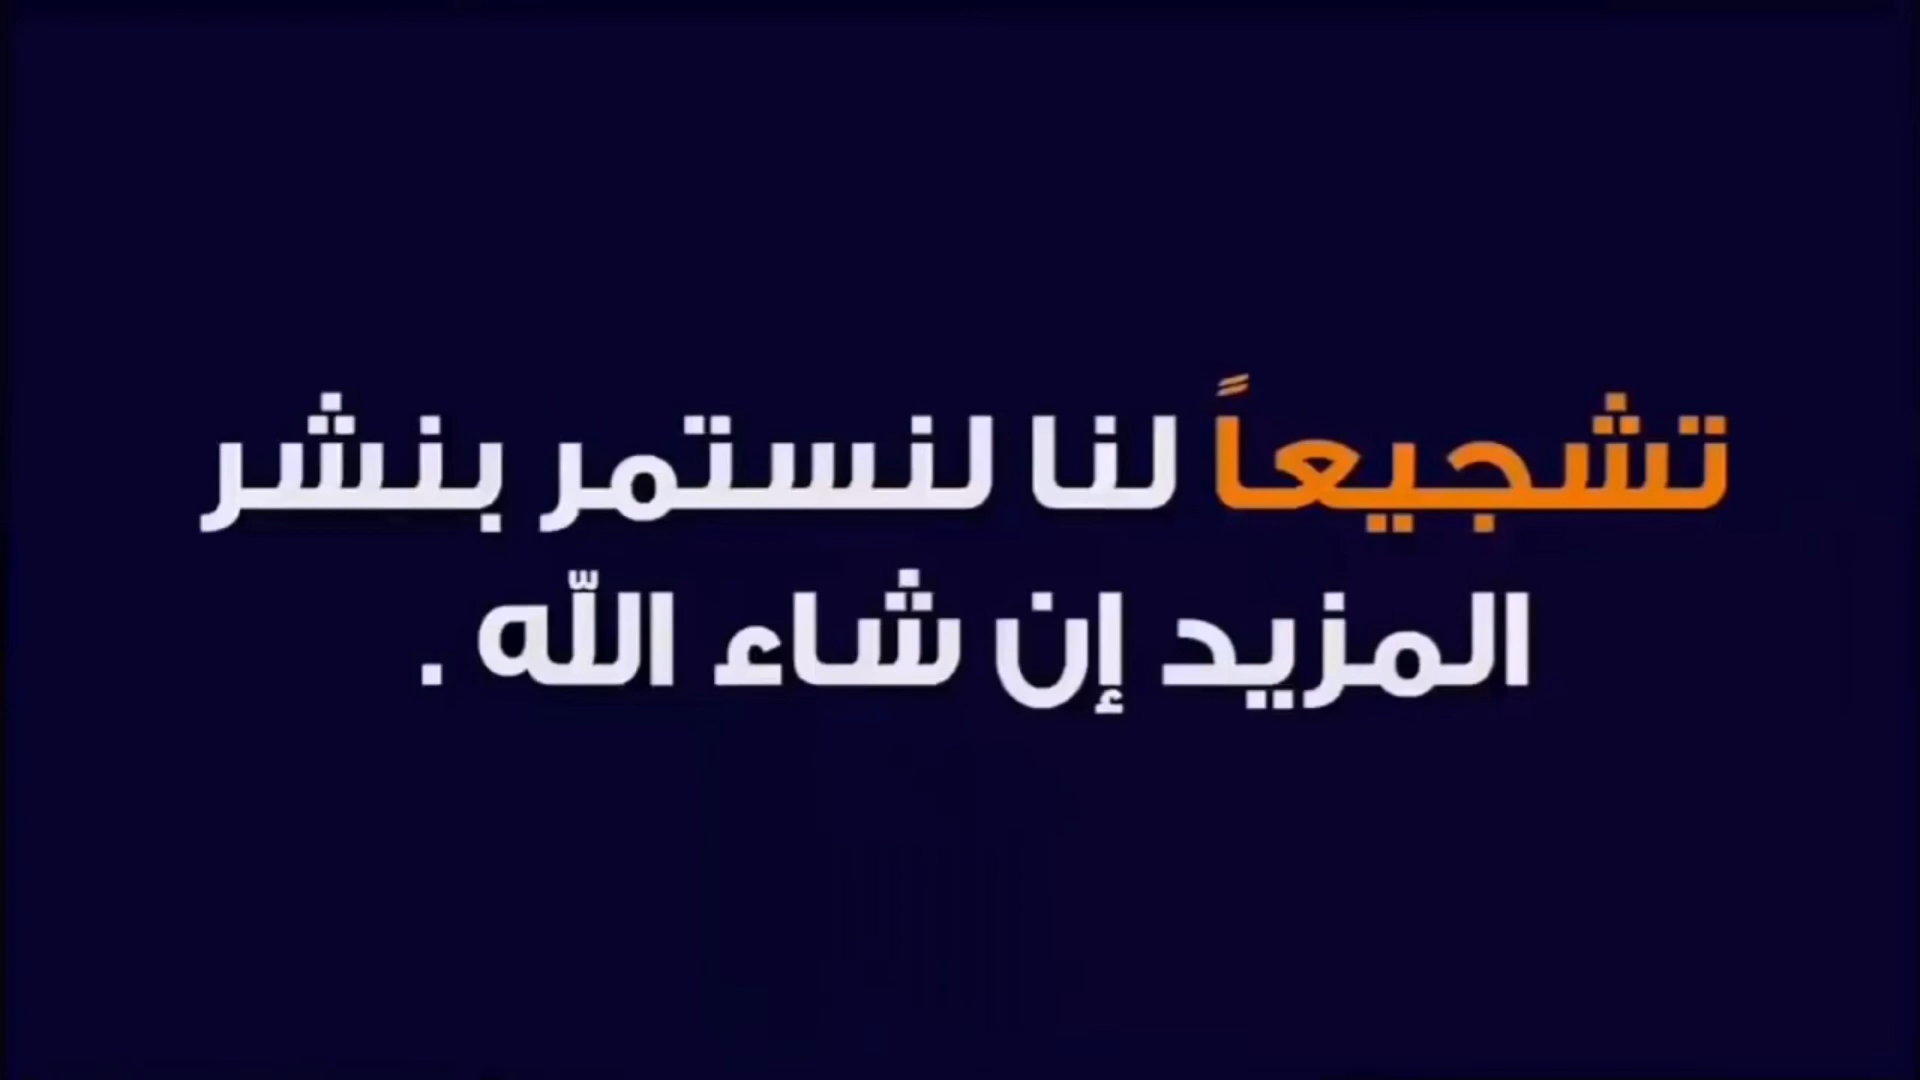 تشجيعاً لنا لنستمر بنشر
المزيد إن شاء اللّه .